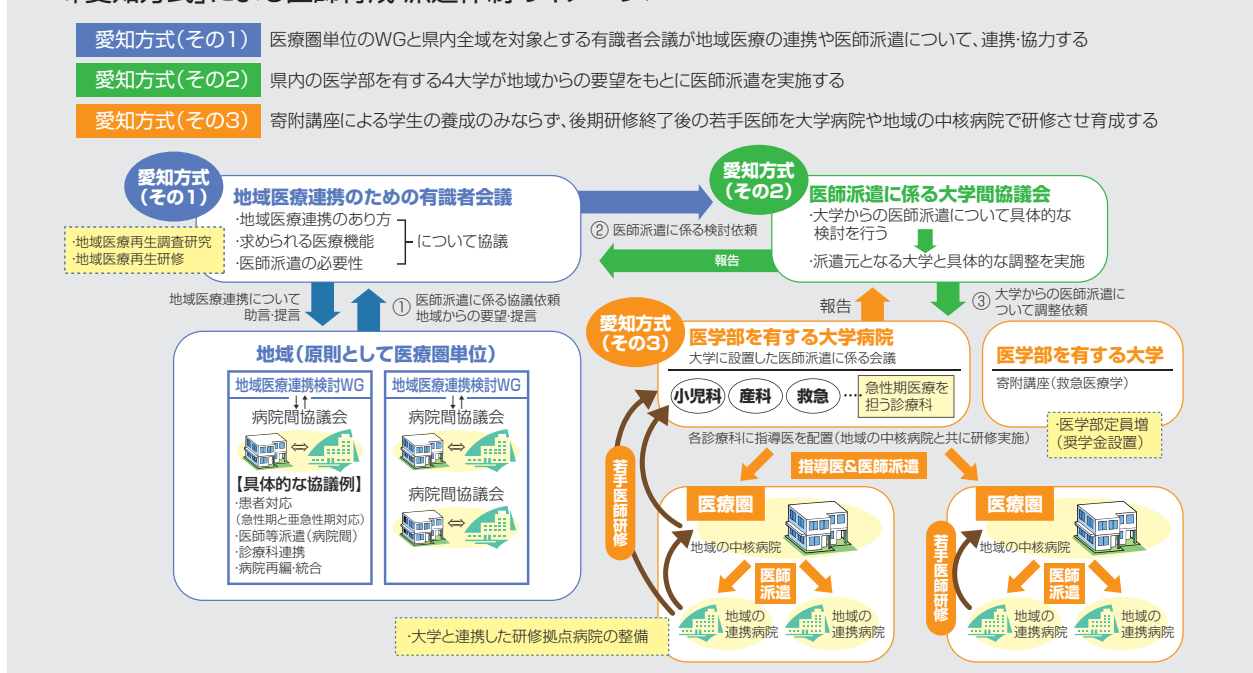 愛知方式(その1)
医療圏単位のWGと県内全域を対象とする有識者会議が地域医療の連携や医師派遣について、連携・協力する
愛知方式(その2)
県内の医学部を有する4大学が地域からの要望をもとに医師派遣を実施する
愛知方式(その3)
寄附講座による学生の養成のみならず、後期研修終了後の若手医師を大学病院や地域の中核病院で研修させ育成する
愛知方式
(その1)
地域医療連携のための有識者会議
・地域医療連携のあり方
・求められる医療機能
・医師派遣の必要性
について協議
・地域医療再生調査研究
・地域医療再生研修
②医師派遣に係る検討依頼
報告
愛知方式
(その2)
医師派遣に係る大学間協議会
・大学からの医師派遣について具体的な
検討を行う
・派遣元となる大学と具体的な調整を実施
地域医療連携について
助言・提言
①医師派遣に係る協議依頼
地域からの要望・提言
報告
③大学からの医師派遣に
ついて調整依頼
地域(原則として医療圏単位)
地域医療連携検討WG
↓↑
病院間協議会
⇔
【具体的な協議例】
・患者対応
(急性期と亜急性期対応)
・医師等派遣(病院間)
・診療科連携
・病院再編・統合
地域医療連携検討WG
↓↑
病院間協議会
⇔
病院間協議会
⇔
愛知方式
(その3)
医学部を有する大学病院
大学に設置した医師派遣に係る会議
小児科
産科
救急
‥‥
急性期医療を
担う診療科
各診療科に指導医を配置(地域の中核病院と共に研修実施)
医学部を有する大学
寄附講座(救急医療学)
・医学部定員増
(奨学金設置)
指導医&医師派遣
若手医師研修
医療圏
地域の中核病院
医師
派遣
地域の
連携病院
地域の
連携病院
若手医師研修
医療圏
地域の中核病院
医師
派遣
地域の
連携病院
地域の
連携病院
・大学と連携した研修拠点病院の整備